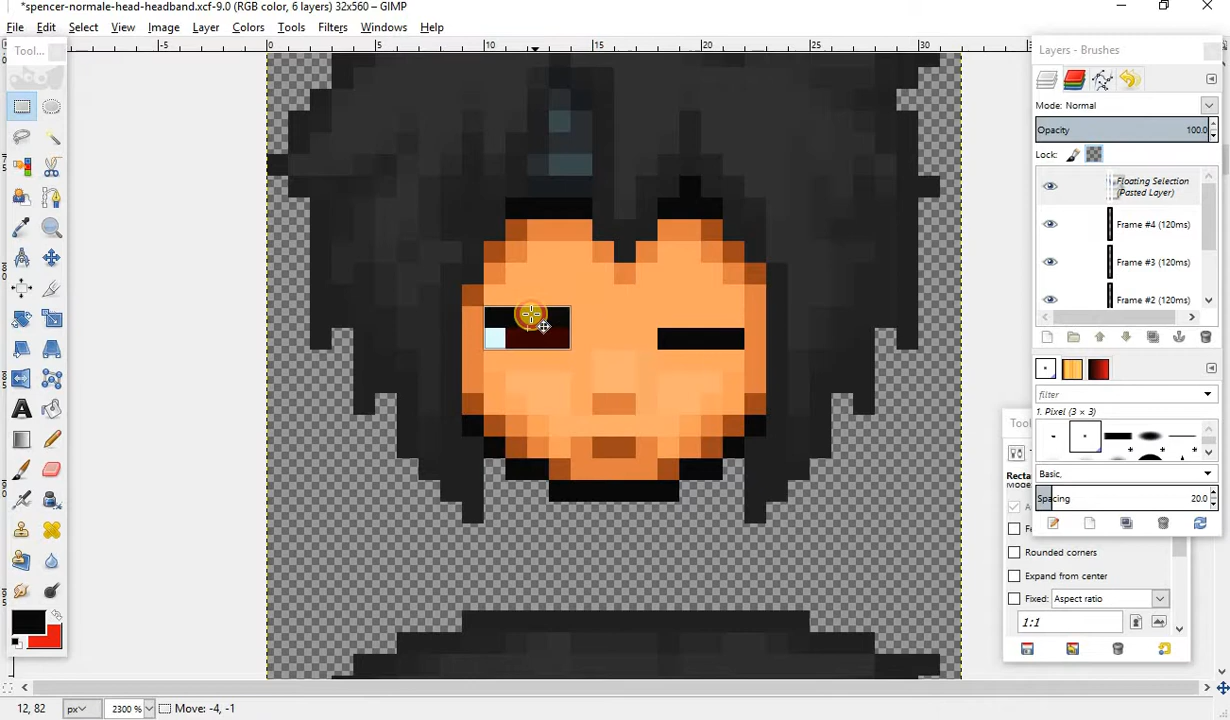 *spencer-normale-head-headband.xcf-9.0 (RGB color, 6 layers) 32x560 – GIMP
File Edit Select View Image Layer Colors Tools Filters Windows Help
Tool...
-5 0 5 10 15 20 25 30
Layers - Brushes
Mode: Normal
Opacity 100.0
Lock:
Floating Selection
(Pasted Layer)
Frame #4 (120ms)
Frame #3 (120ms)
Frame #2 (120ms)
filter
1. Pixel (3 × 3)
Basic,
Spacing 20.0
Rounded corners
Expand from center
Fixed: Aspect ratio
1:1
12, 82 px 2300 % Move: -4, -1